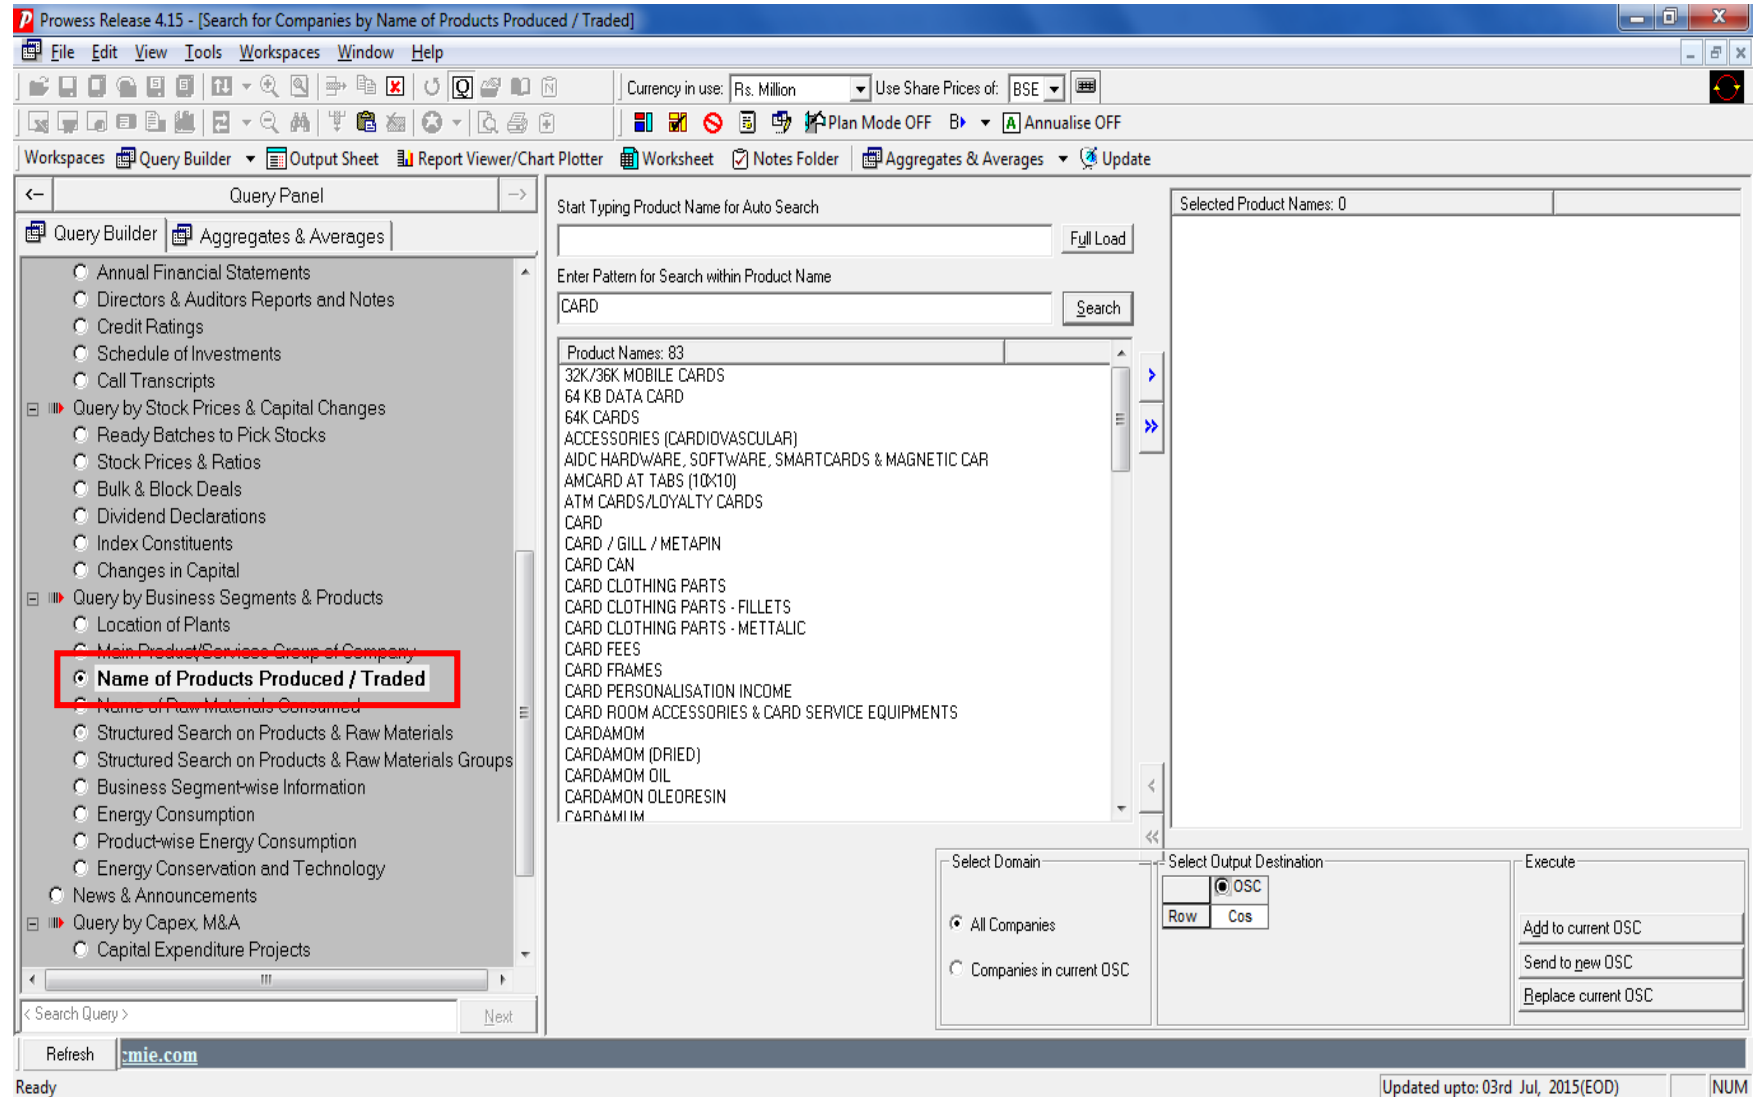 Prowess Release 4.15 - [Search for Companies by Name of Products Produced / Traded]
File Edit View Tools Workspaces Window Help
Currency in use: Rs. Million Use Share Prices of: BSE
Plan Mode OFF Annualise OFF
Workspaces Query Builder Output Sheet Report Viewer/Chart Plotter Worksheet Notes Folder Aggregates & Averages Update
Query Panel
Query Builder Aggregates & Averages
Annual Financial Statements
Directors & Auditors Reports and Notes
Credit Ratings
Schedule of Investments
Call Transcripts
Query by Stock Prices & Capital Changes
Ready Batches to Pick Stocks
Stock Prices & Ratios
Bulk & Block Deals
Dividend Declarations
Index Constituents
Changes in Capital
Query by Business Segments & Products
Location of Plants
Main Product/Services Group of Company
Name of Products Produced / Traded
Name of Raw Materials Consumed
Structured Search on Products & Raw Materials
Structured Search on Products & Raw Materials Groups
Business Segment-wise Information
Energy Consumption
Product-wise Energy Consumption
Energy Conservation and Technology
News & Announcements
Query by Capex, M&A
Capital Expenditure Projects
< Search Query > Next
Start Typing Product Name for Auto Search
Full Load
Enter Pattern for Search within Product Name
CARD Search
Product Names: 83
32K/36K MOBILE CARDS
64 KB DATA CARD
64K CARDS
ACCESSORIES (CARDIOVASCULAR)
AIDC HARDWARE, SOFTWARE, SMARTCARDS & MAGNETIC CAR
AMCARD AT TABS (10X10)
ATM CARDS/LOYALTY CARDS
CARD
CARD / GILL / METAPIN
CARD CAN
CARD CLOTHING PARTS
CARD CLOTHING PARTS - FILLETS
CARD CLOTHING PARTS - METTALIC
CARD FEES
CARD FRAMES
CARD PERSONALISATION INCOME
CARD ROOM ACCESSORIES & CARD SERVICE EQUIPMENTS
CARDAMOM
CARDAMOM (DRIED)
CARDAMOM OIL
CARDAMON OLEORESIN
CARDAMUM
Selected Product Names: 0
Select Domain
All Companies
Companies in current OSC
Select Output Destination
OSC
Row Cos
Execute
Add to current OSC
Send to new OSC
Replace current OSC
Refresh cmie.com
Ready Updated upto: 03rd Jul, 2015(EOD) NUM